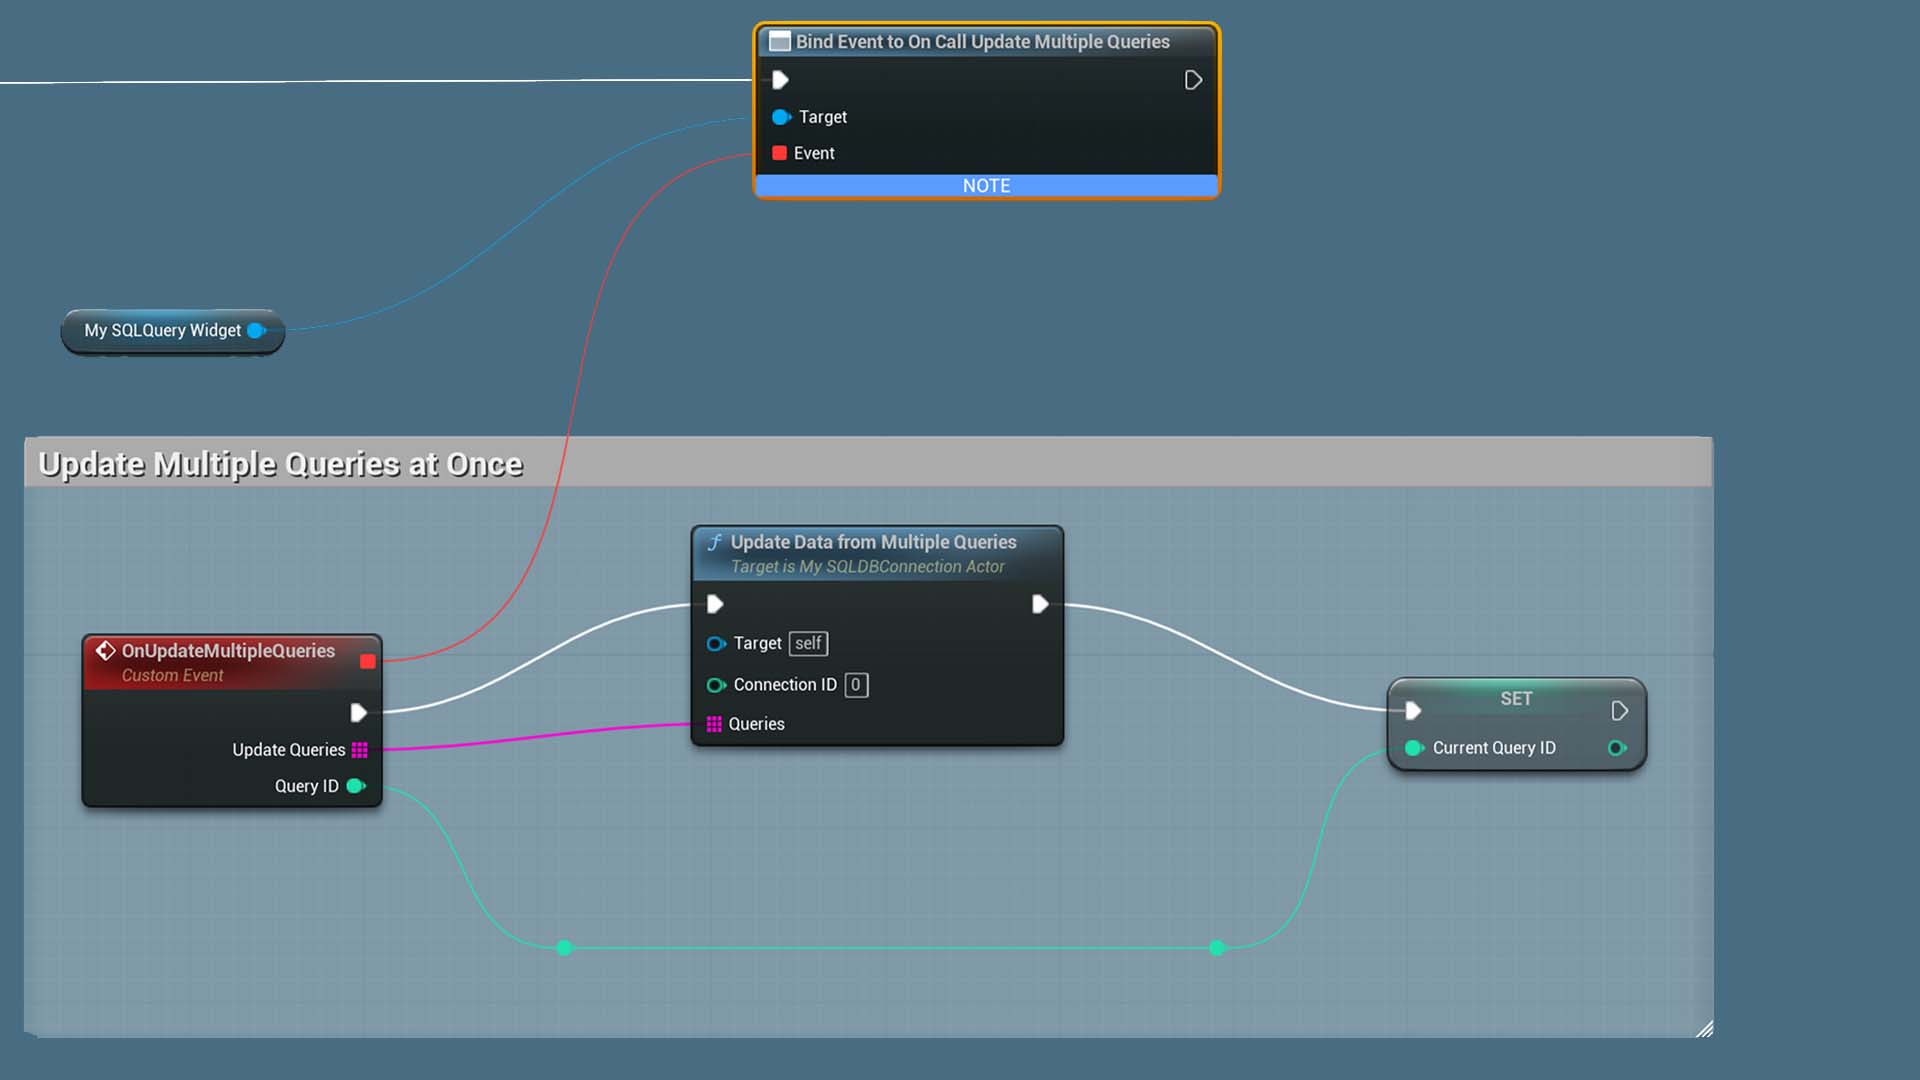 Bind Event to On Call Update Multiple Queries
Target
Event
NOTE
My SQLQuery Widget
Update Multiple Queries at Once
Update Data from Multiple Queries
Target is My SQLDBConnection Actor
Target self
Connection ID 0
Queries
OnUpdateMultipleQueries
Custom Event
Update Queries
Query ID
SET
Current Query ID